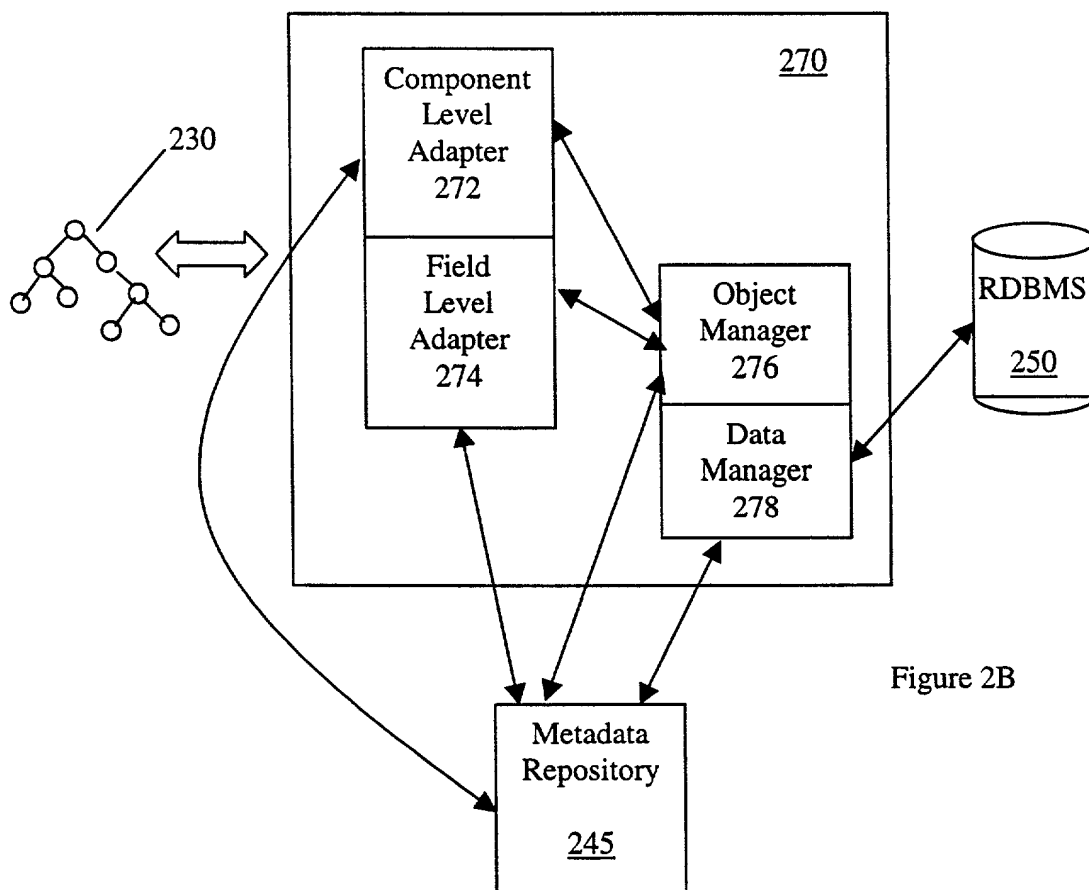 270
Component
Level
Adapter
272
230
Field
Level
Adapter
274
Object
Manager
276
Data
Manager
278
RDBMS
250
Figure 2B
Metadata
Repository
245